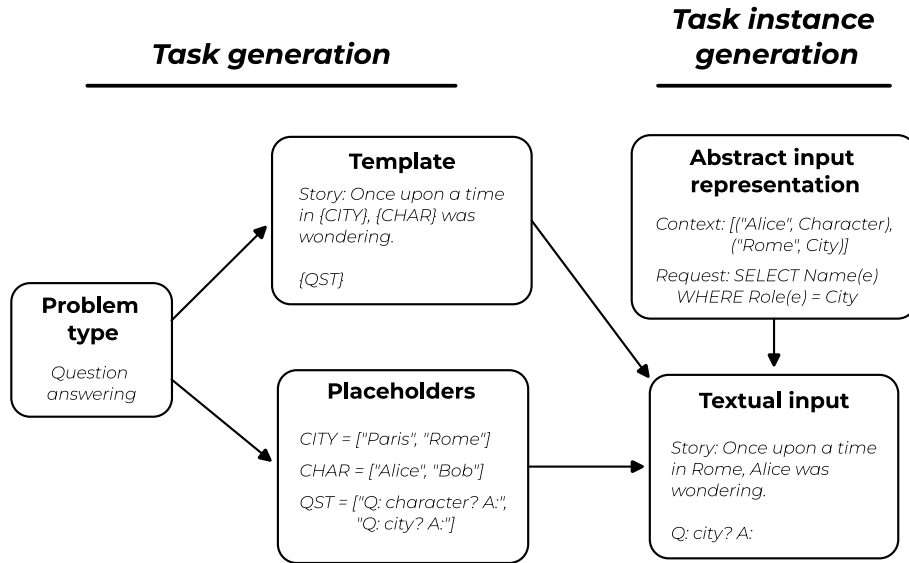 Task generation
Task instance
generation
Problem
type
Question
answering
Template
Story: Once upon a time
in {CITY}, {CHAR} was
wondering.
{QST}
Placeholders
CITY = ["Paris", "Rome"]
CHAR = ["Alice", "Bob"]
QST = ["Q: character? A:",
"Q: city? A:"]
Abstract input
representation
Context: [("Alice", Character),
("Rome", City)]
Request: SELECT Name(e)
WHERE Role(e) = City
Textual input
Story: Once upon a time
in Rome, Alice was
wondering.
Q: city? A: